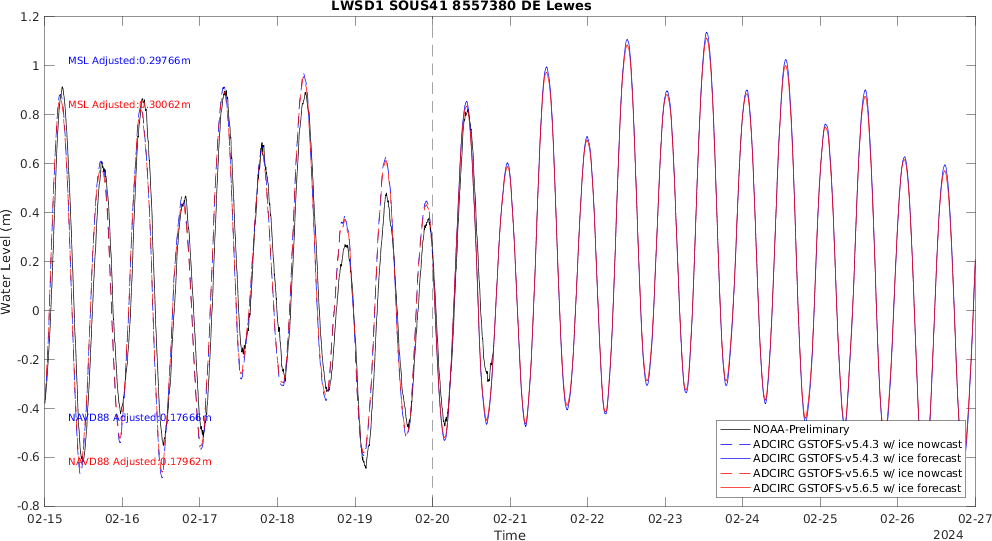 LWSD1 SOUS41 8557380 DE Lewes
1.2
1
0.8
0.6
0.4
0.2
0
-0.2
-0.4
-0.6
-0.8
Water Level (m)
MSL Adjusted:0.29766m
MSL Adjusted:0.30062m
NAVD88 Adjusted:0.17666m
NAVD88 Adjusted:0.17962m
NOAA-Preliminary
ADCIRC GSTOFS-v5.4.3 w/ ice nowcast
ADCIRC GSTOFS-v5.4.3 w/ ice forecast
ADCIRC GSTOFS-v5.6.5 w/ ice nowcast
ADCIRC GSTOFS-v5.6.5 w/ ice forecast
02-15 02-16 02-17 02-18 02-19 02-20 02-21 02-22 02-23 02-24 02-25 02-26 02-27
Time
2024